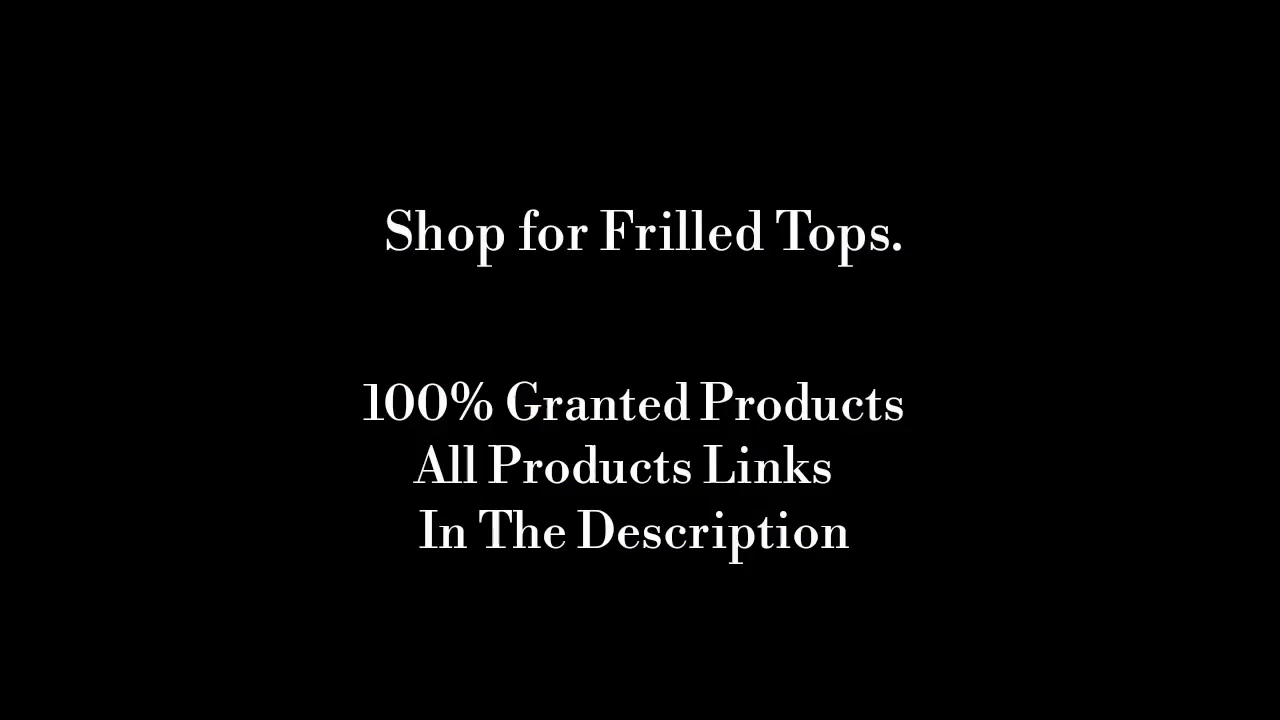 Shop for Frilled Tops.
100% Granted Products
All Products Links
In The Description